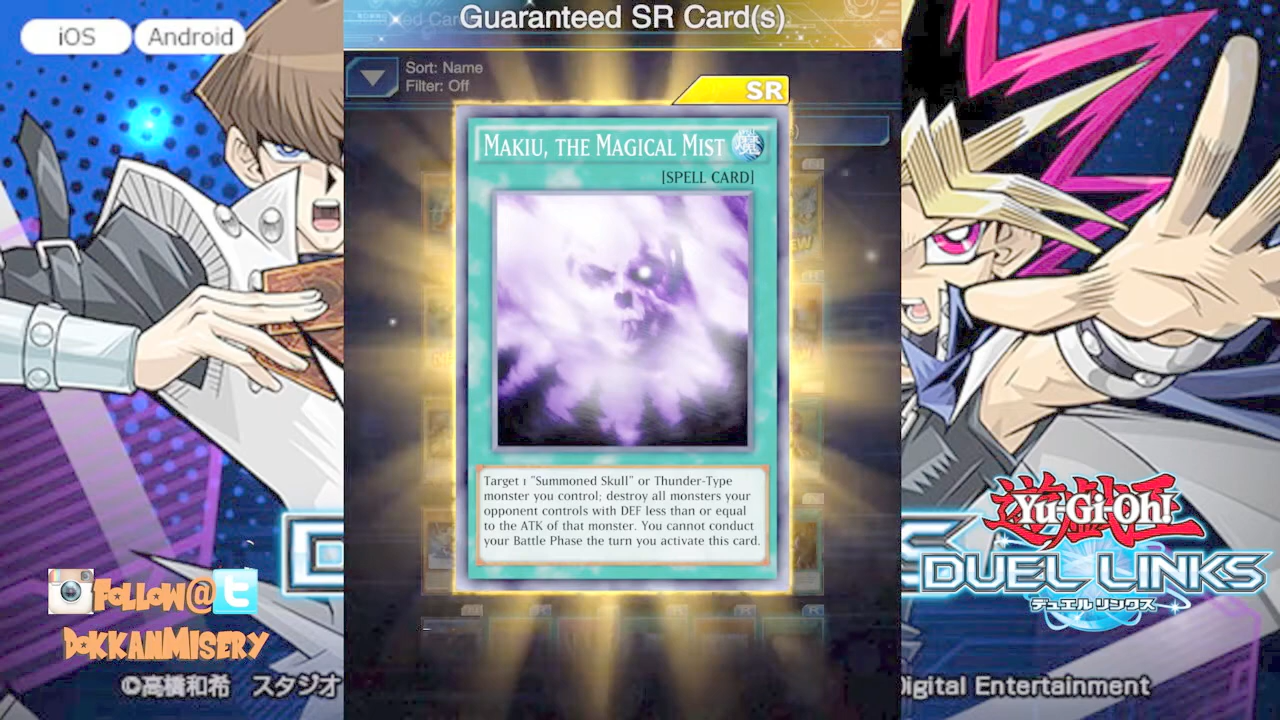 iOS
Android
Guaranteed SR Card(s)
Sort: Name
Filter: Off
SR
MAKIU, THE MAGICAL MIST
[SPELL CARD]
Target 1 "Summoned Skull" or Thunder-Type
monster you control; destroy all monsters your
opponent controls with DEF less than or equal
to the ATK of that monster. You cannot conduct
your Battle Phase the turn you activate this card.
Follow@
DokkanMisery
遊戯王
Yu-Gi-Oh!
DUEL LINKS
デュエルリンクス
©高橋和希 スタジオ
Digital Entertainment